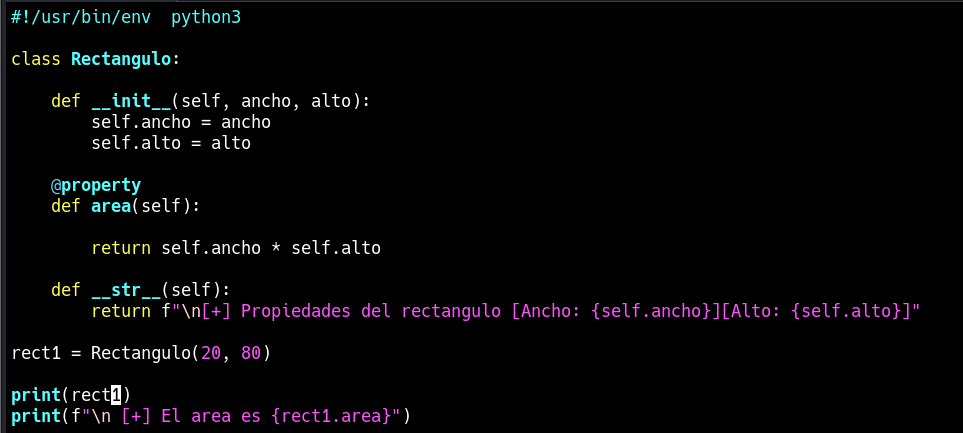 #!/usr/bin/env  python3
class Rectangulo:
    def __init__(self, ancho, alto):
        self.ancho = ancho
        self.alto = alto
    @property
    def area(self):
        return self.ancho * self.alto
    def __str__(self):
        return f"\n[+] Propiedades del rectangulo [Ancho: {self.ancho}][Alto: {self.alto}]"
rect1 = Rectangulo(20, 80)
print(rect1)
print(f"\n [+] El area es {rect1.area}")